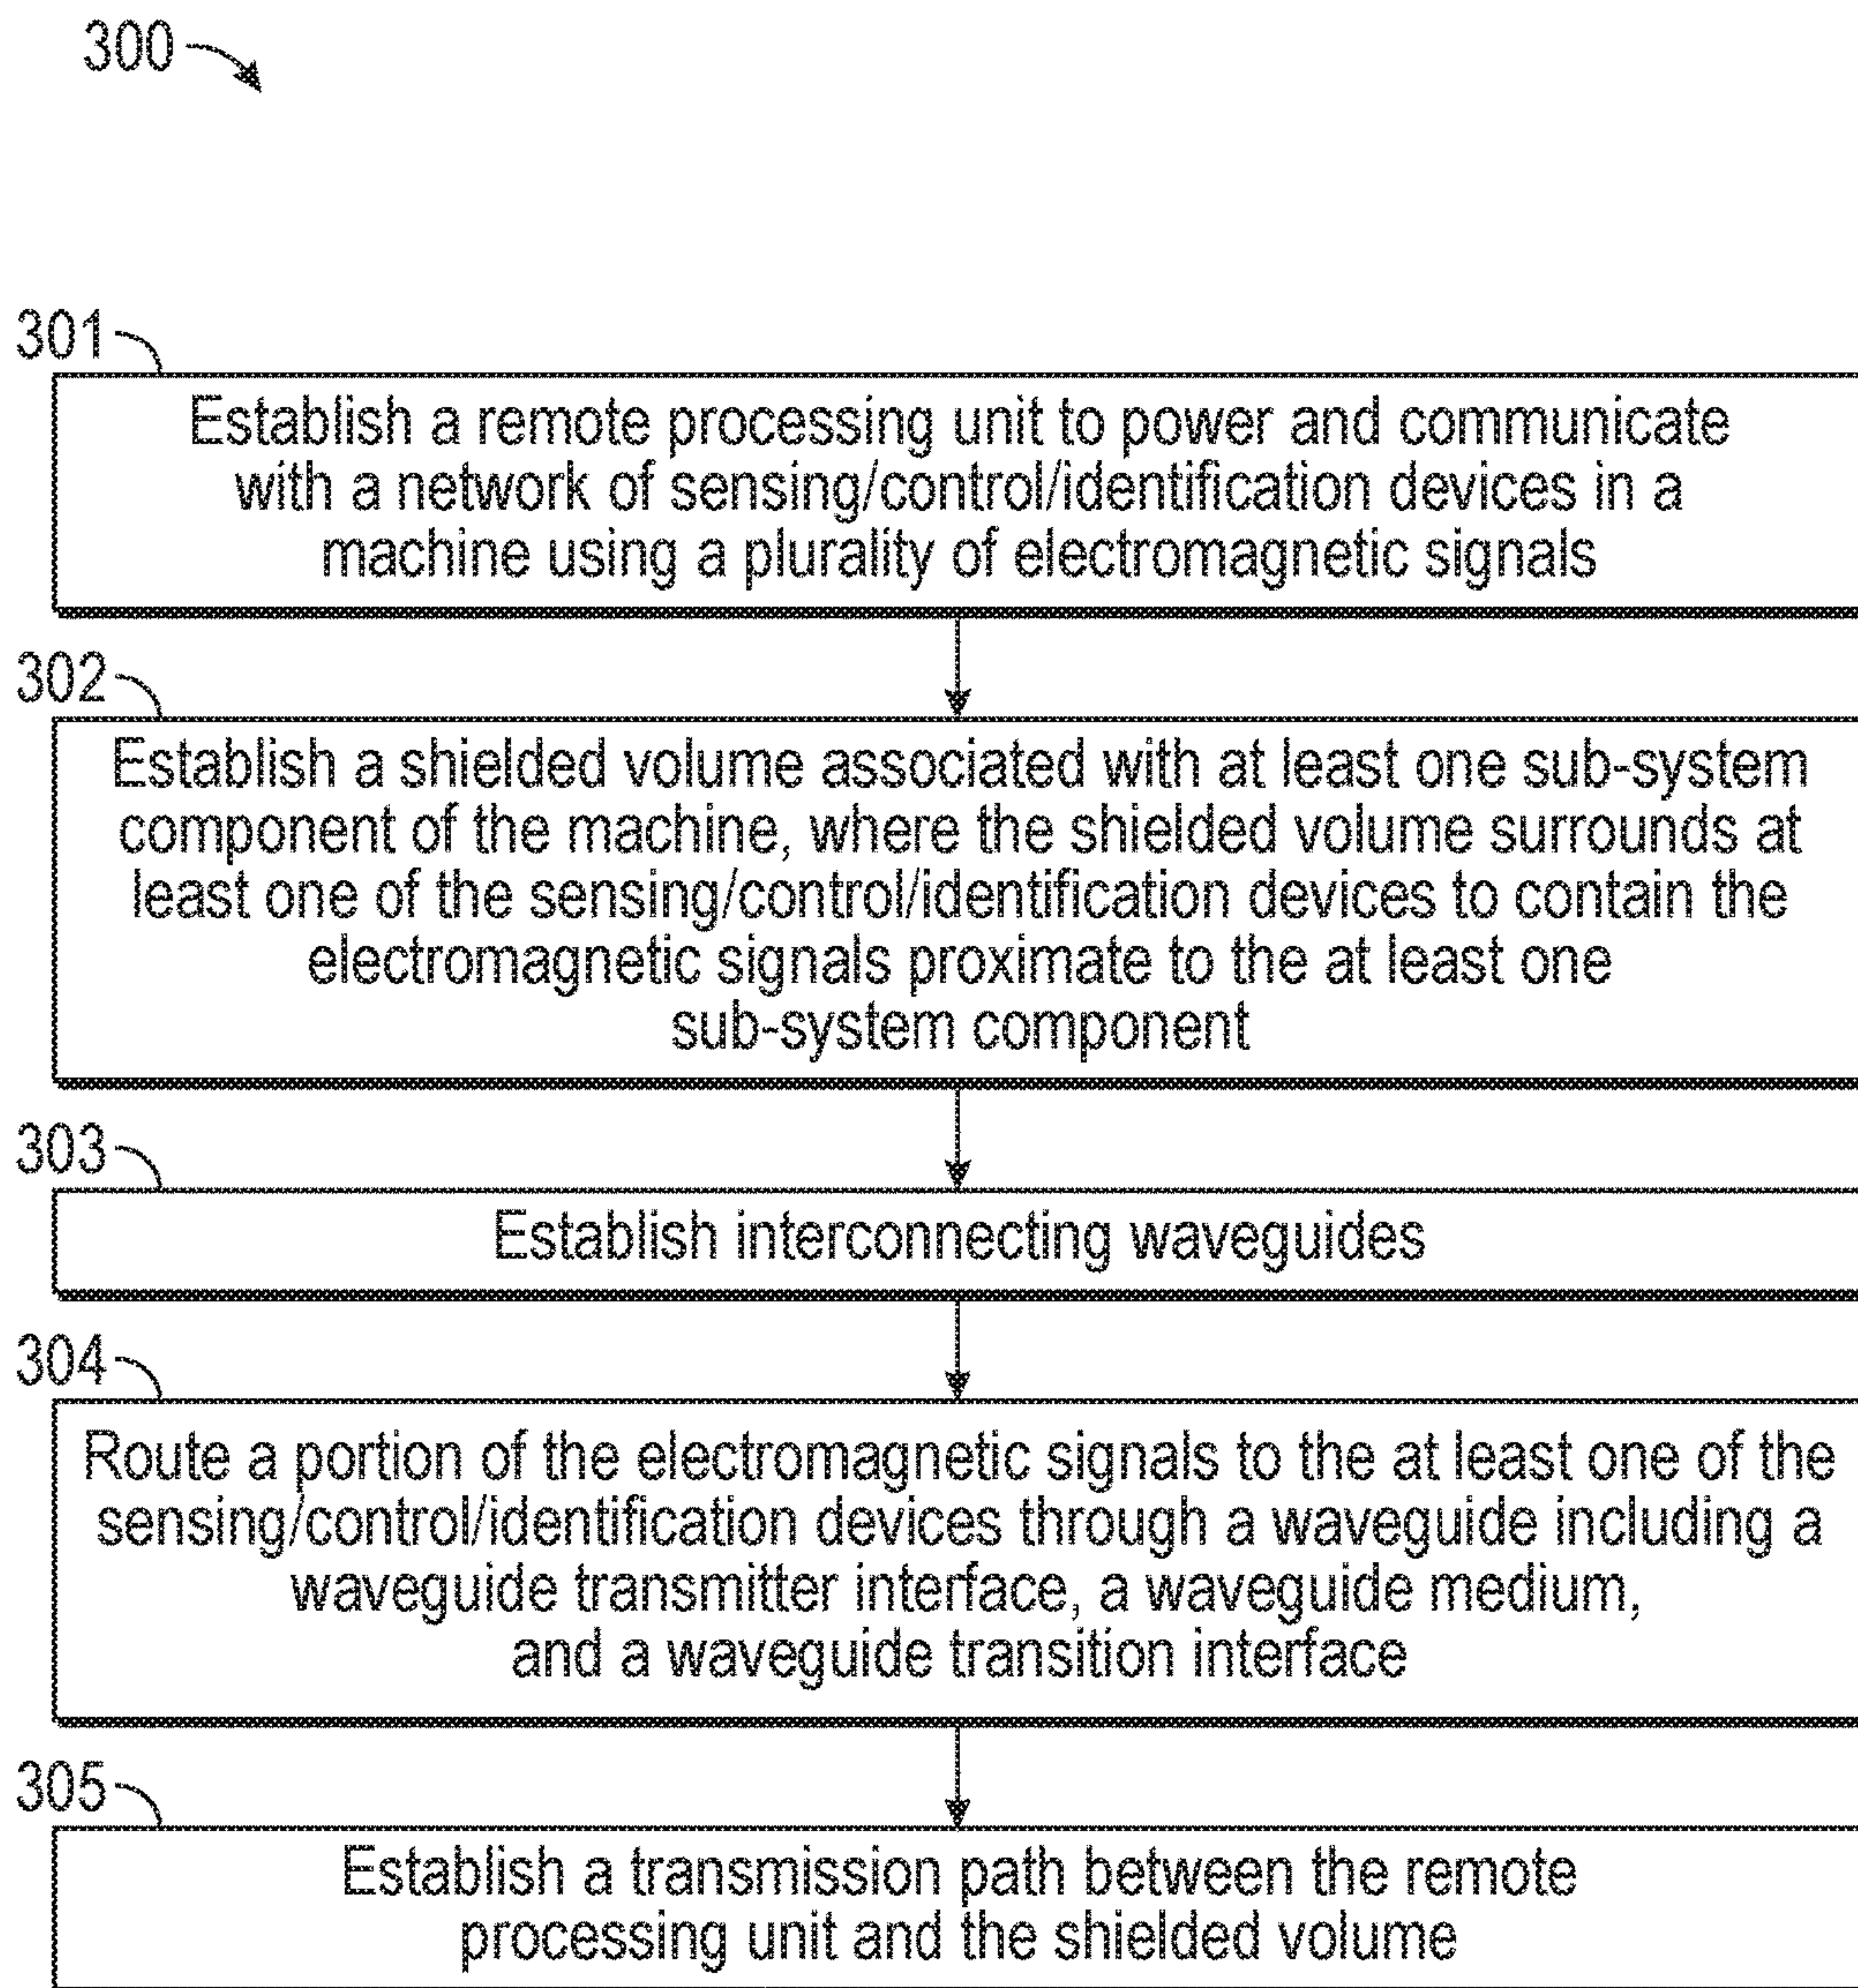 300
301
Establish a remote processing unit to power and communicate
with a network of sensing/control/identification devices in a
machine using a plurality of electromagnetic signals
302
Establish a shielded volume associated with at least one sub-system
component of the machine, where the shielded volume surrounds at
least one of the sensing/control/identification devices to contain the
electromagnetic signals proximate to the at least one
sub-system component
303
Establish interconnecting waveguides
304
Route a portion of the electromagnetic signals to the at least one of the
sensing/control/identification devices through a waveguide including a
waveguide transmitter interface, a waveguide medium,
and a waveguide transition interface
305
Establish a transmission path between the remote
processing unit and the shielded volume